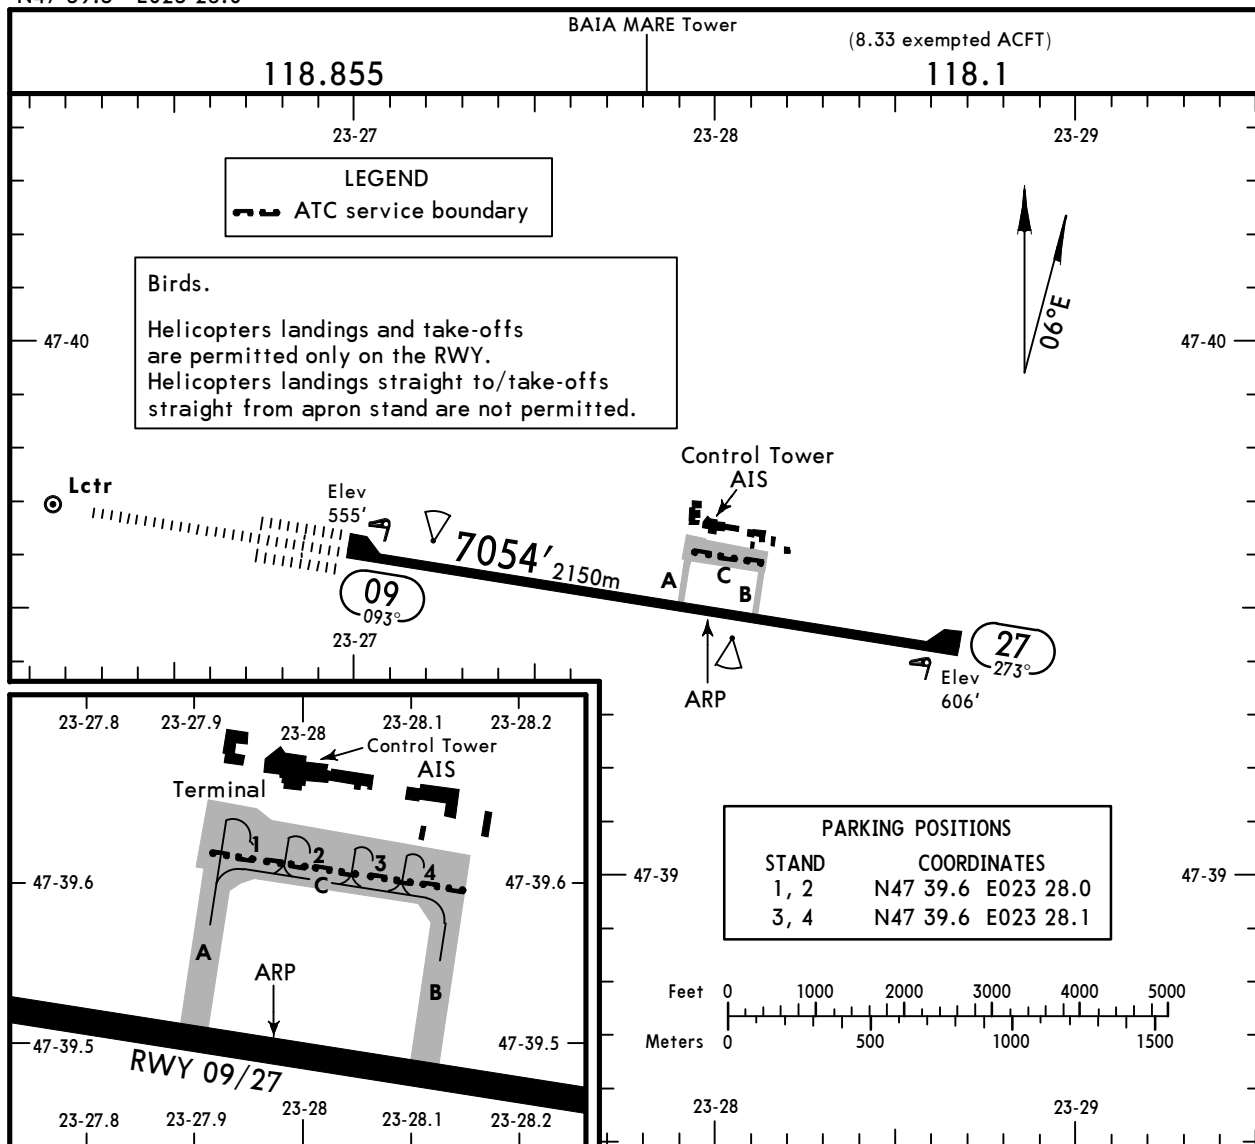 BAIA MARE Tower
(8.33 exempted ACFT)
118.855
118.1
23-27
23-28
23-29
LEGEND
ATC service boundary
Birds.
Helicopters landings and take-offs
are permitted only on the RWY.
Helicopters landings straight to/take-offs
straight from apron stand are not permitted.
06°E
47-40
47-40
Control Tower
AIS
Lctr
Elev
555'
7054' 2150m
A
C
B
09
093°
23-27
27
273°
ARP
Elev
606'
23-27.8
23-27.9
23-28
23-28.1
23-28.2
Control Tower
AIS
Terminal
1
2
3
4
C
47-39.6
47-39.6
47-39
47-39
A
B
ARP
47-39.5
47-39.5
RWY 09/27
23-27.8
23-27.9
23-28
23-28.1
23-28.2
PARKING POSITIONS
STAND COORDINATES
1, 2 N47 39.6 E023 28.0
3, 4 N47 39.6 E023 28.1
Feet 0 1000 2000 3000 4000 5000
Meters 0 500 1000 1500
23-28
23-29